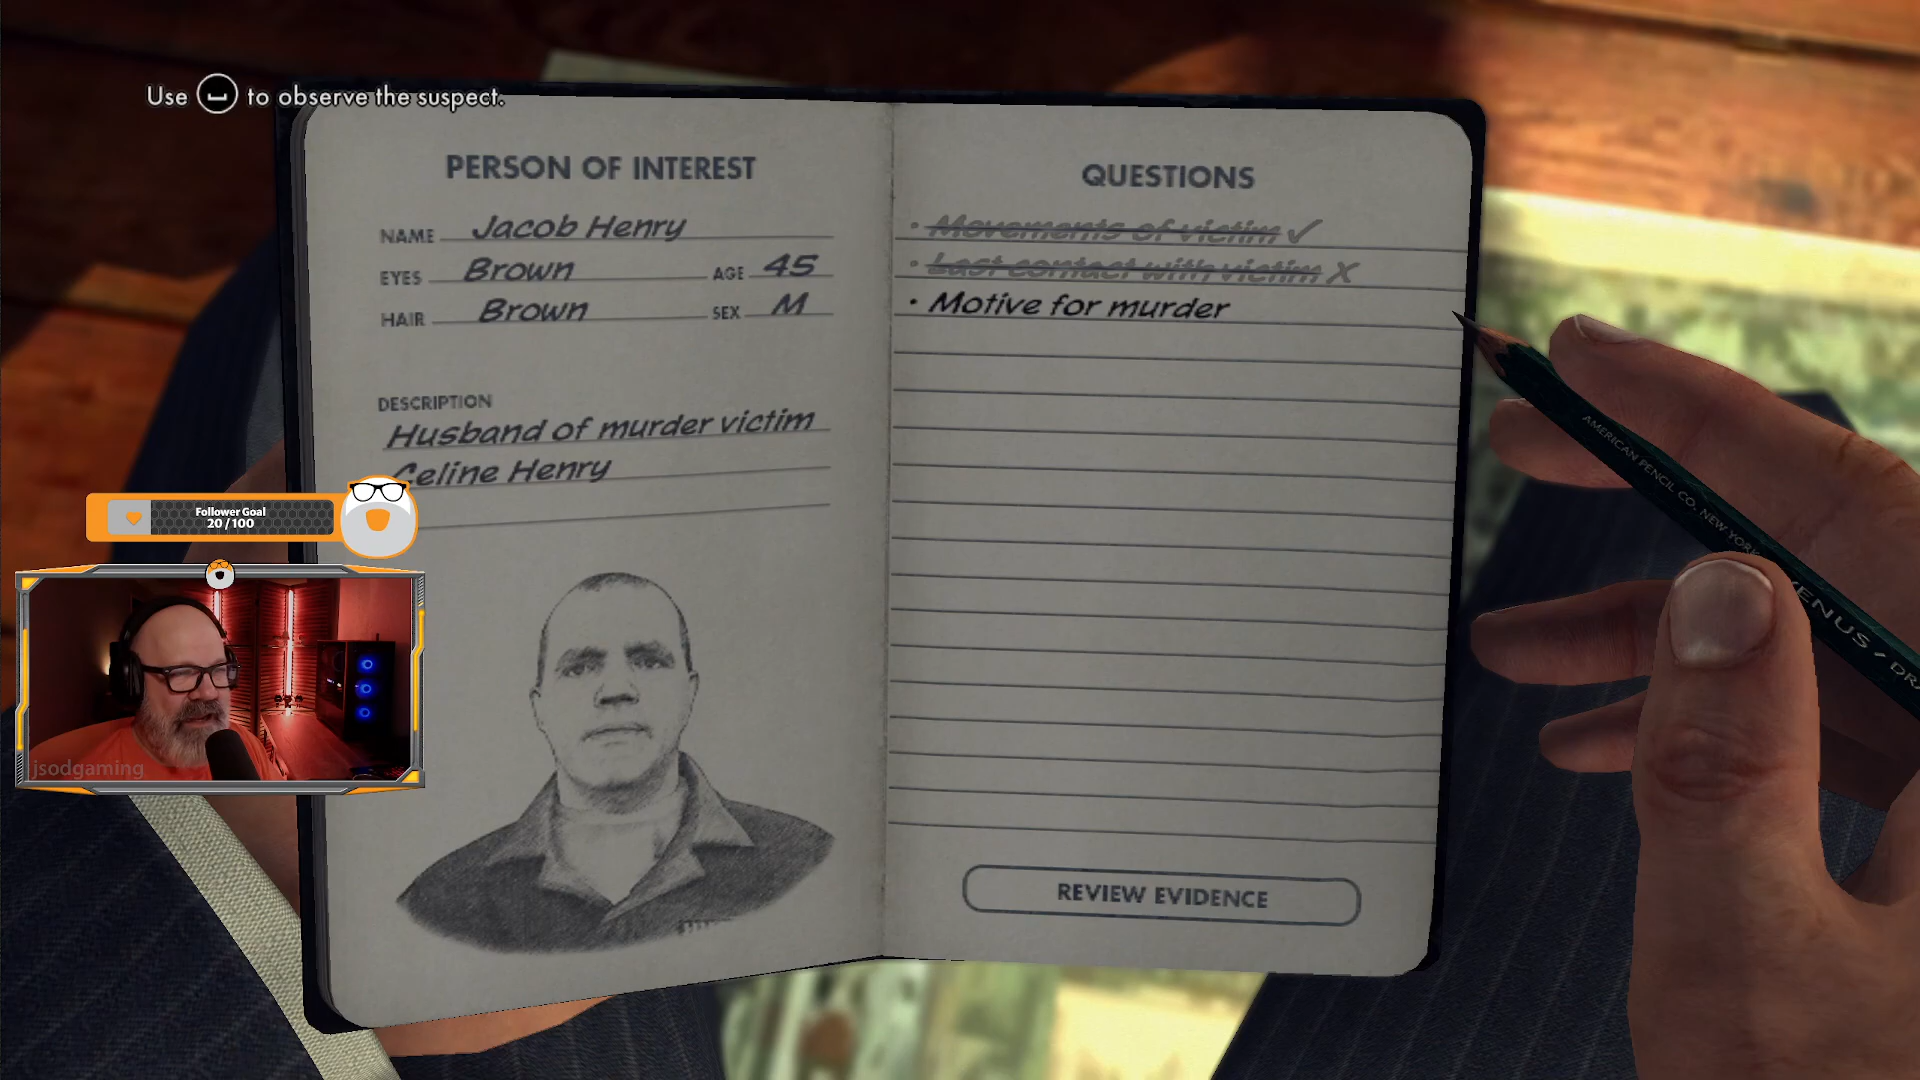 Use to observe the suspect.
PERSON OF INTEREST
NAME Jacob Henry
EYES Brown AGE 45
HAIR Brown SEX M
DESCRIPTION
Husband of murder victim
Celine Henry
QUESTIONS
• Movements of victim ✓
• Last contact with victim X
• Motive for murder
REVIEW EVIDENCE
Follower Goal
20 / 100
jsodgaming
AMERICAN PENCIL CO. NEW YORK
VENUS